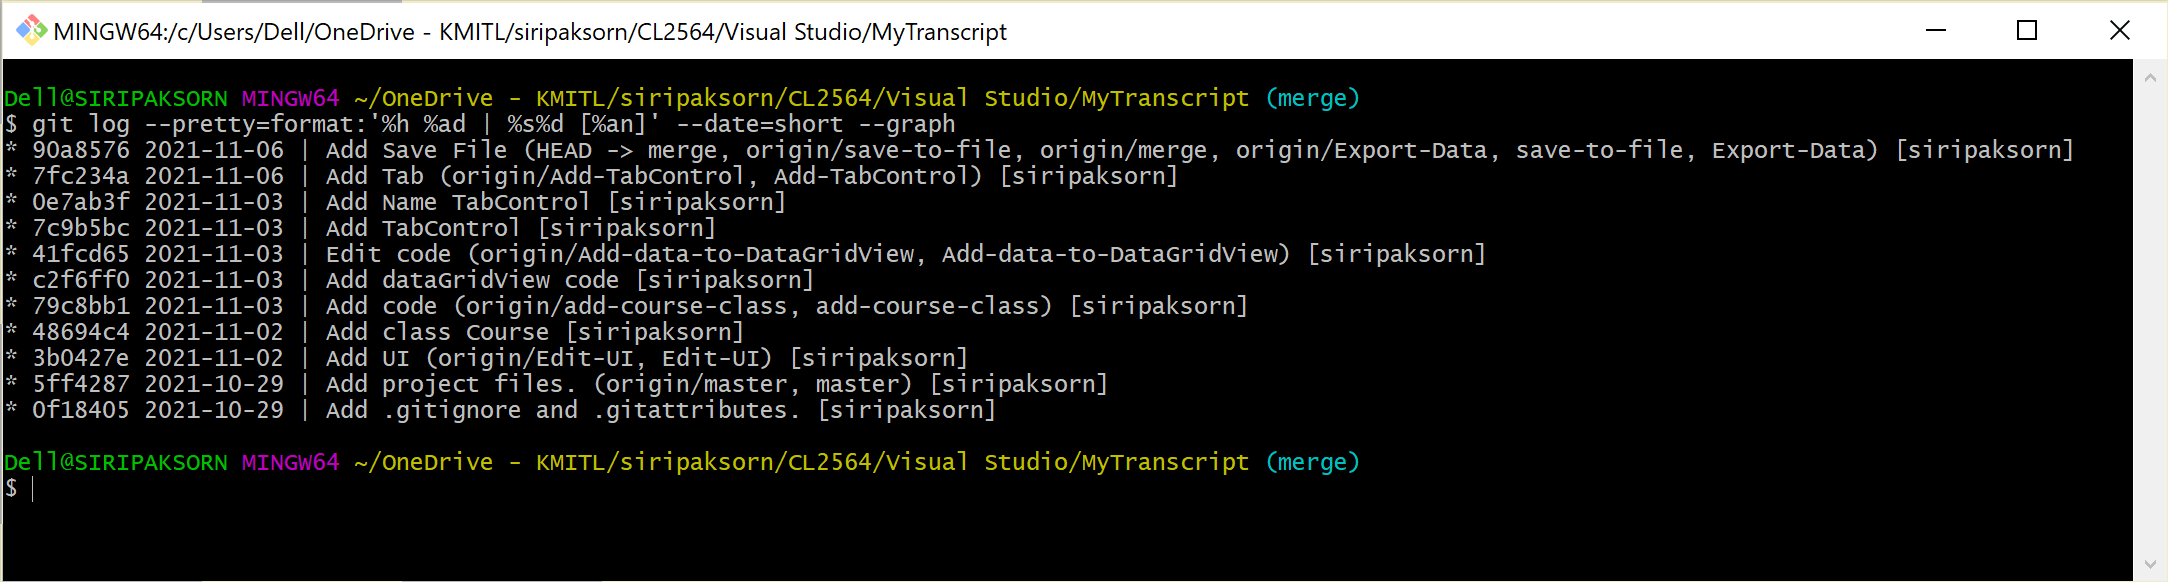 MINGW64:/c/Users/Dell/OneDrive - KMITL/siripaksorn/CL2564/Visual Studio/MyTranscript
Dell@SIRIPAKSORN MINGW64 ~/OneDrive - KMITL/siripaksorn/CL2564/Visual Studio/MyTranscript (merge)
$ git log --pretty=format:'%h %ad | %s%d [%an]' --date=short --graph
* 90a8576 2021-11-06 | Add Save File (HEAD -> merge, origin/save-to-file, origin/merge, origin/Export-Data, save-to-file, Export-Data) [siripaksorn]
* 7fc234a 2021-11-06 | Add Tab (origin/Add-TabControl, Add-TabControl) [siripaksorn]
* 0e7ab3f 2021-11-03 | Add Name TabControl [siripaksorn]
* 7c9b5bc 2021-11-03 | Add TabControl [siripaksorn]
* 41fcd65 2021-11-03 | Edit code (origin/Add-data-to-DataGridView, Add-data-to-DataGridView) [siripaksorn]
* c2f6ff0 2021-11-03 | Add dataGridView code [siripaksorn]
* 79c8bb1 2021-11-03 | Add code (origin/add-course-class, add-course-class) [siripaksorn]
* 48694c4 2021-11-02 | Add class Course [siripaksorn]
* 3b0427e 2021-11-02 | Add UI (origin/Edit-UI, Edit-UI) [siripaksorn]
* 5ff4287 2021-10-29 | Add project files. (origin/master, master) [siripaksorn]
* 0f18405 2021-10-29 | Add .gitignore and .gitattributes. [siripaksorn]
Dell@SIRIPAKSORN MINGW64 ~/OneDrive - KMITL/siripaksorn/CL2564/Visual Studio/MyTranscript (merge)
$